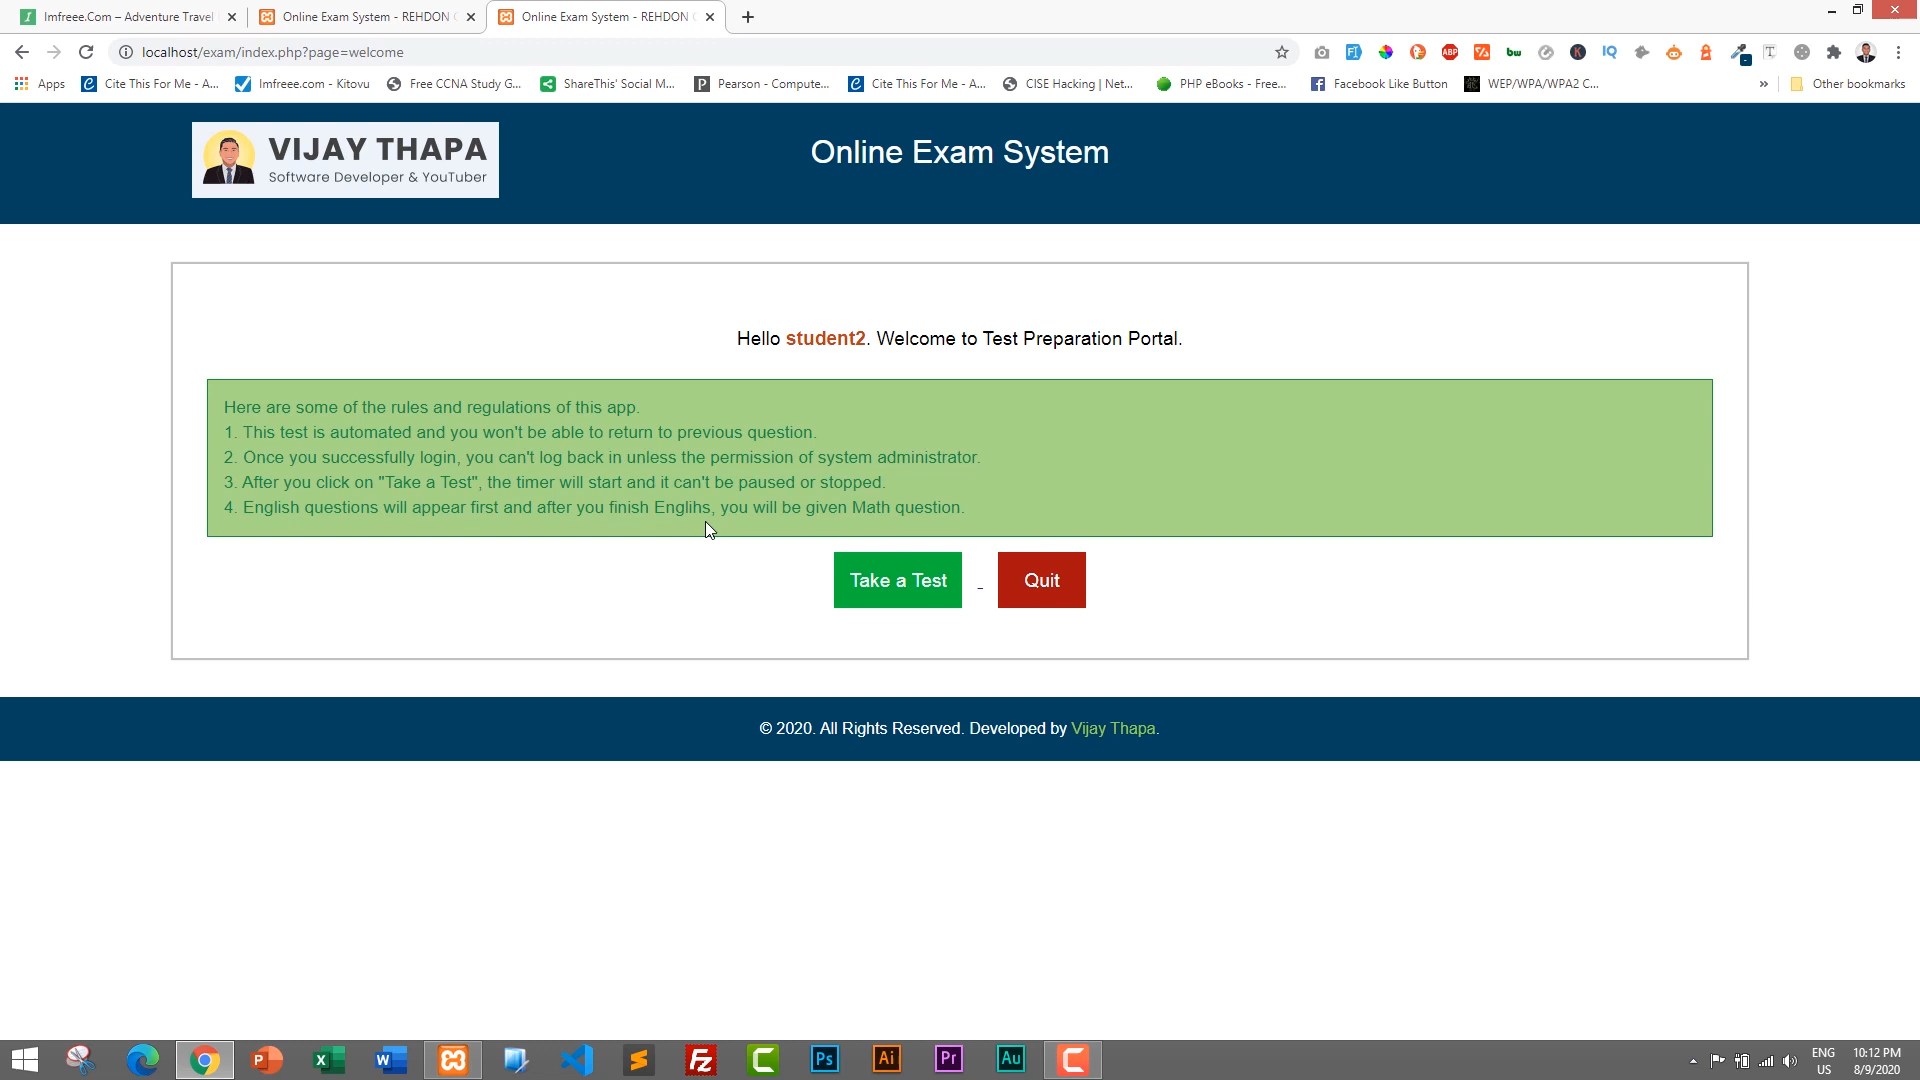 Imfreee.Com – Adventure Travel
Online Exam System - REHDON
Online Exam System - REHDON
localhost/exam/index.php?page=welcome
Apps
Cite This For Me - A...
Imfreee.com - Kitovu
Free CCNA Study G...
ShareThis' Social M...
Pearson - Compute...
Cite This For Me - A...
CISE Hacking | Net...
PHP eBooks - Free...
Facebook Like Button
WEP/WPA/WPA2 C...
Other bookmarks
VIJAY THAPA
Software Developer & YouTuber
Online Exam System
Hello student2. Welcome to Test Preparation Portal.
Here are some of the rules and regulations of this app.
1. This test is automated and you won't be able to return to previous question.
2. Once you successfully login, you can't log back in unless the permission of system administrator.
3. After you click on "Take a Test", the timer will start and it can't be paused or stopped.
4. English questions will appear first and after you finish Englihs, you will be given Math question.
Take a Test
Quit
© 2020. All Rights Reserved. Developed by Vijay Thapa.
ENG
US
10:12 PM
8/9/2020